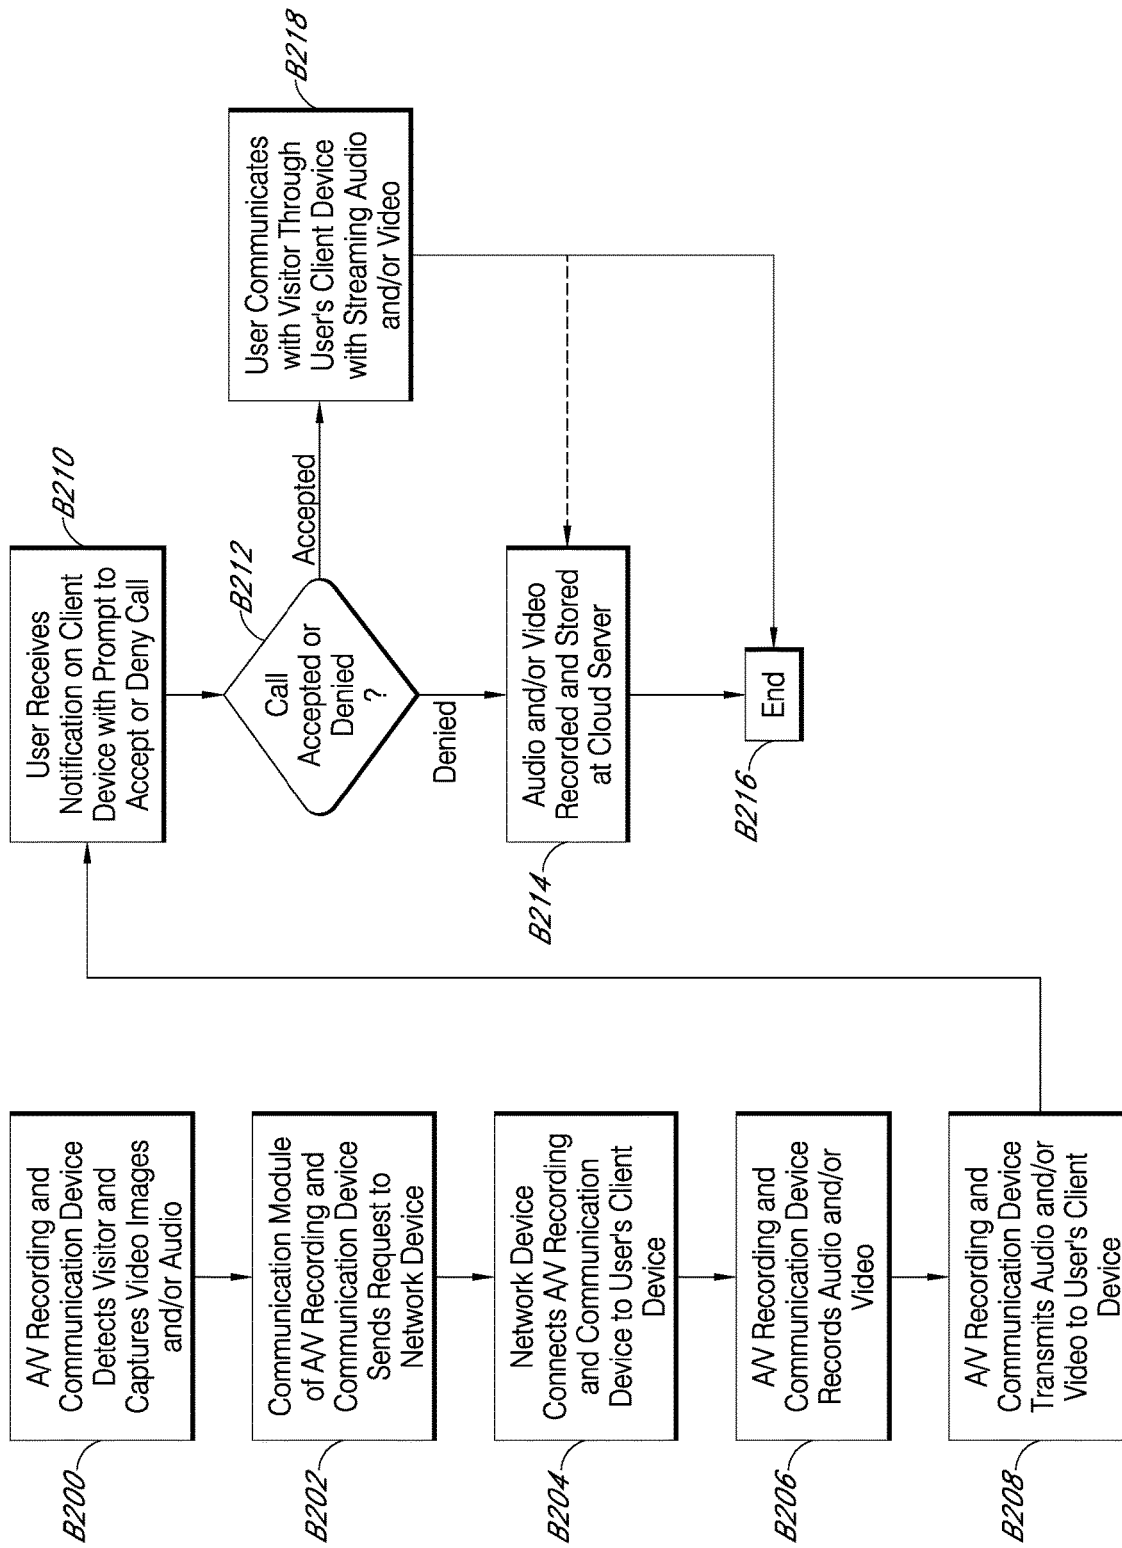 B200
A/V Recording and
Communication Device
Detects Visitor and
Captures Video Images
and/or Audio
B202
Communication Module
of A/V Recording and
Communication Device
Sends Request to
Network Device
B204
Network Device
Connects A/V Recording
and Communication
Device to User's Client
Device
B206
A/V Recording and
Communication Device
Records Audio and/or
Video
B208
A/V Recording and
Communication Device
Transmits Audio and/or
Video to User's Client
Device
B210
User Receives
Notification on Client
Device with Prompt to
Accept or Deny Call
B212
Call
Accepted or
Denied
?
Accepted
Denied
B218
User Communicates
with Visitor Through
User's Client Device
with Streaming Audio
and/or Video
B214
Audio and/or Video
Recorded and Stored
at Cloud Server
B216
End